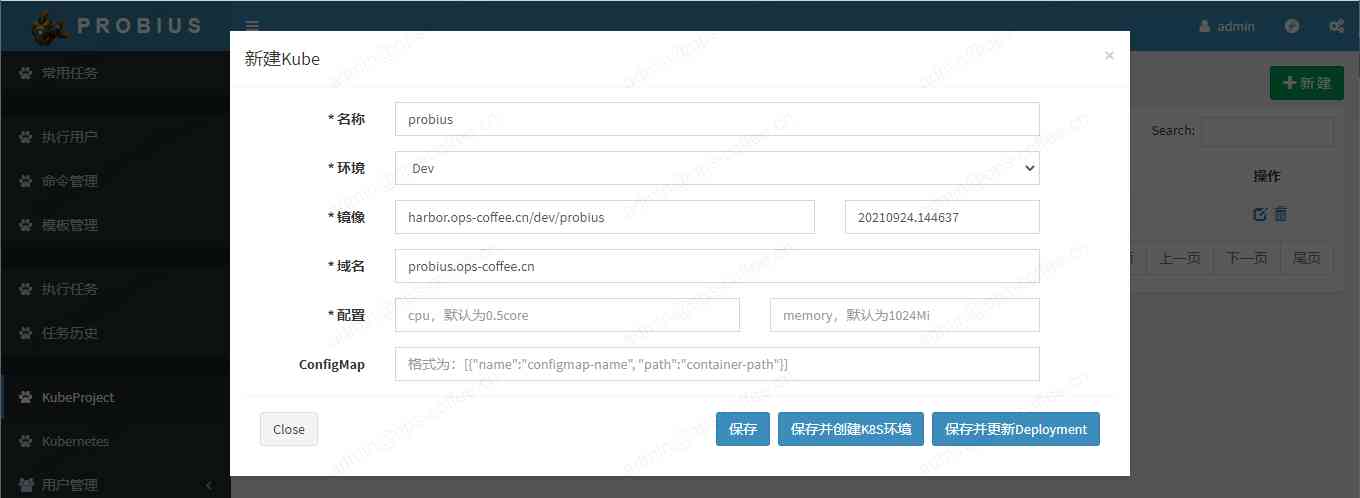 PROBIUS
admin
常用任务
执行用户
命令管理
模板管理
执行任务
任务历史
KubeProject
Kubernetes
用户管理
新建
Search:
操作
上一页 下一页 尾页
新建Kube ×
* 名称 probius
* 环境 Dev
* 镜像 harbor.ops-coffee.cn/dev/probius 20210924.144637
* 域名 probius.ops-coffee.cn
* 配置 cpu，默认为0.5core memory，默认为1024Mi
ConfigMap 格式为：[{"name":"configmap-name", "path":"container-path"}]
Close 保存 保存并创建K8S环境 保存并更新Deployment
admin@ops-coffee.cn